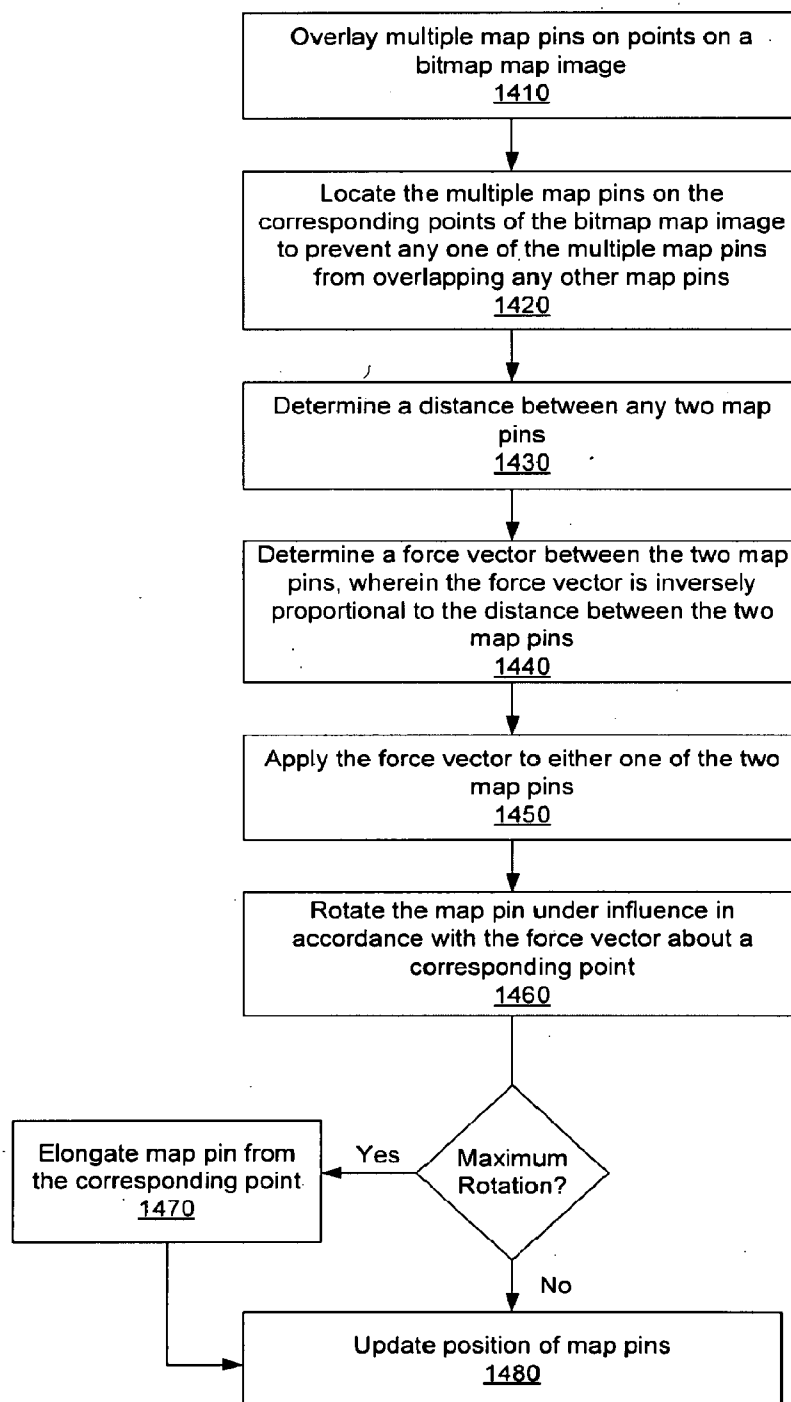 Overlay multiple map pins on points on a
bitmap map image
1410
Locate the multiple map pins on the
corresponding points of the bitmap map image
to prevent any one of the multiple map pins
from overlapping any other map pins
1420
Determine a distance between any two map
pins
1430
Determine a force vector between the two map
pins, wherein the force vector is inversely
proportional to the distance between the two
map pins
1440
Apply the force vector to either one of the two
map pins
1450
Rotate the map pin under influence in
accordance with the force vector about a
corresponding point
1460
Maximum
Rotation?
Yes
Elongate map pin from
the corresponding point
1470
No
Update position of map pins
1480